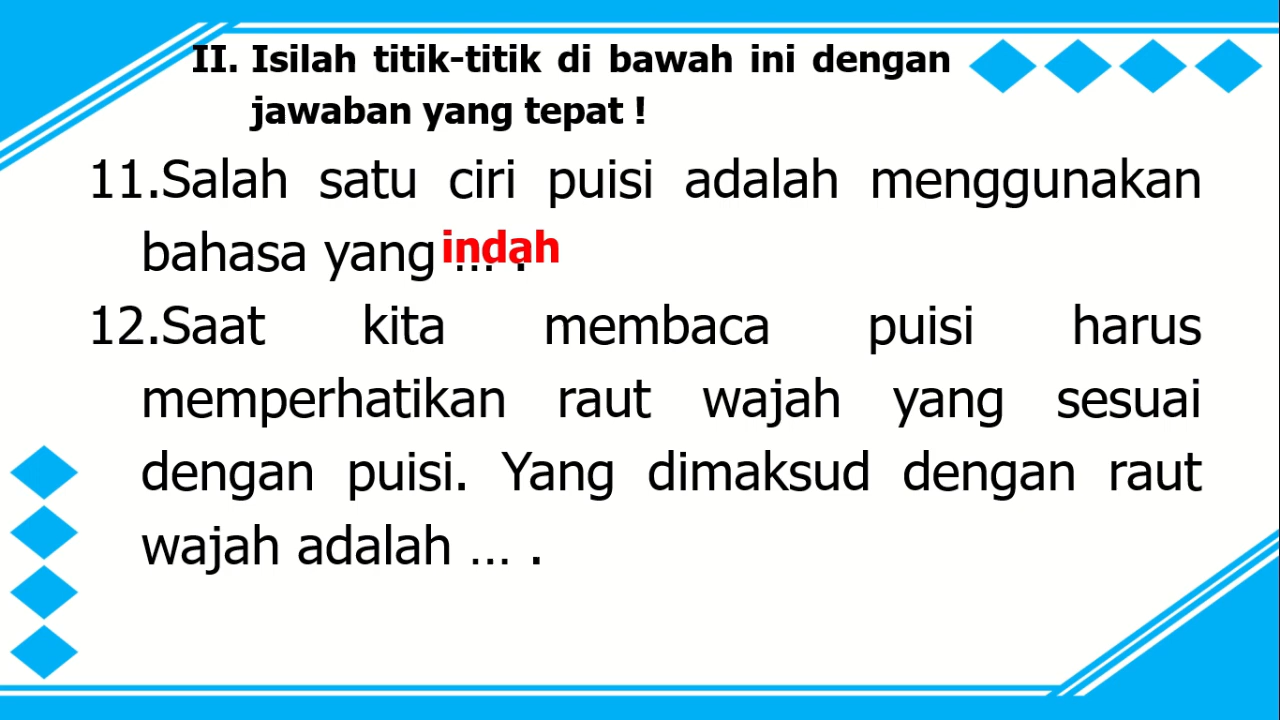 II. Isilah titik-titik di bawah ini dengan
jawaban yang tepat !
11.Salah satu ciri puisi adalah menggunakan
bahasa yang ... . indah
12.Saat kita membaca puisi harus
memperhatikan raut wajah yang sesuai
dengan puisi. Yang dimaksud dengan raut
wajah adalah ... .